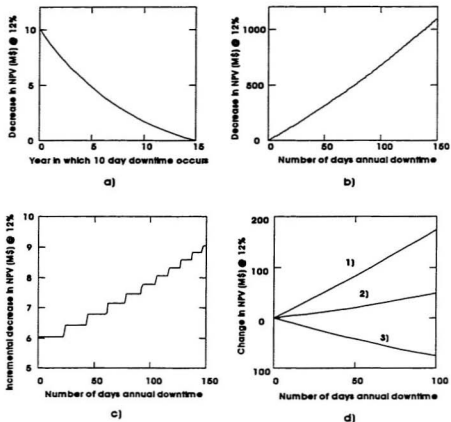 Decrease in NPV (M$) @ 12%
10
5
0
0
5
10
15
Year in which 10 day downtime occurs
a)
Decrease in NPV (M$) @ 12%
1000
500
0
0
50
100
150
Number of days annual downtime
b)
Incremental decrease in NPV (M$) @ 12%
10
9
8
7
6
5
0
50
100
150
Number of days annual downtime
c)
Change in NPV (M$) @ 12%
200
100
0
100
1)
2)
3)
0
50
100
Number of days annual downtime
d)